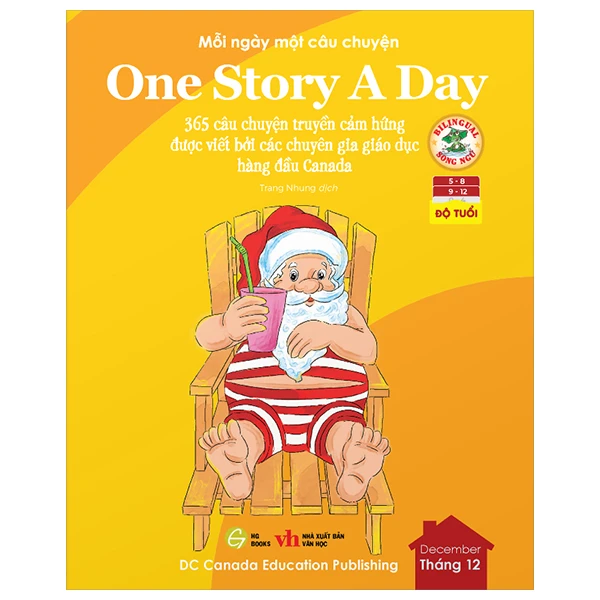 Mỗi ngày một câu chuyện
One Story A Day
365 câu chuyện truyền cảm hứng
được viết bởi các chuyên gia giáo dục
hàng đầu Canada
Trang Nhung dịch
BILINGUAL
SONG NGỮ
5 - 8
9 - 12
ĐỘ TUỔI
HG
BOOKS
vh
NHÀ XUẤT BẢN
VĂN HỌC
DC Canada Education Publishing
December
Tháng 12